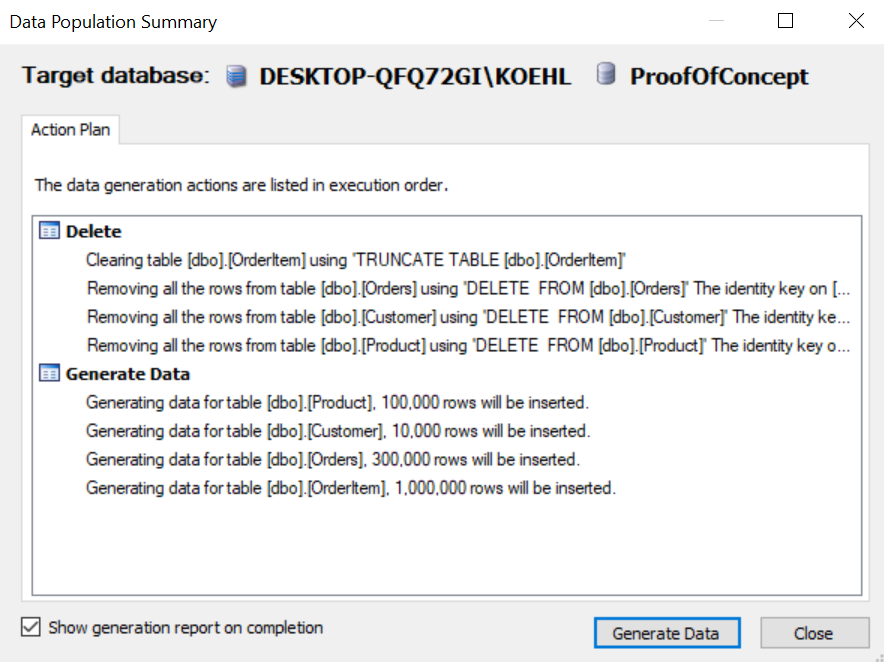 Data Population Summary
Target database: DESKTOP-QFQ72GI\KOEHL ProofOfConcept
Action Plan
The data generation actions are listed in execution order.
Delete
Clearing table [dbo].[OrderItem] using 'TRUNCATE TABLE [dbo].[OrderItem]'
Removing all the rows from table [dbo].[Orders] using 'DELETE  FROM [dbo].[Orders]' The identity key on [...
Removing all the rows from table [dbo].[Customer] using 'DELETE  FROM [dbo].[Customer]' The identity ke...
Removing all the rows from table [dbo].[Product] using 'DELETE  FROM [dbo].[Product]' The identity key o...
Generate Data
Generating data for table [dbo].[Product], 100,000 rows will be inserted.
Generating data for table [dbo].[Customer], 10,000 rows will be inserted.
Generating data for table [dbo].[Orders], 300,000 rows will be inserted.
Generating data for table [dbo].[OrderItem], 1,000,000 rows will be inserted.
Show generation report on completion
Generate Data Close